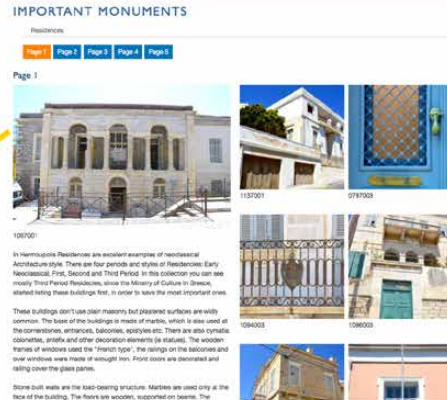 IMPORTANT MONUMENTS
Residences
Page 1 Page 2 Page 3 Page 4 Page 5
Page 1
1087001
1137001
0797003
1094003
1096003
In Hermoupolis Residences are excellent examples of neoclassical
Architecture style. There are four periods and styles of Residencies: Early
Neoclassical, First, Second and Third Period. In this collection you can see
mostly Third Period Residecies, since the Ministry of Culture in Greece,
started listing these buildings first, in order to save the most important ones.
These buildings don't use plain masonry but plastered surfaces are widly
common. The base of the buildings is made of marble, which is also used at
the cornerstones, entrances, balconies, epistyles etc. There are also cymatia
colonettes, antefix and other decoration elements (ie statues). The wooden
frames of windows used the "French type", the railings on the balconies and
over windows were made of wrought iron. Front doors are decorated and
railing cover the glass panes.
Stone built walls are the load-bearing structure. Marbles are used only at the
face of the building. The floors are wooden, supported on beams. The